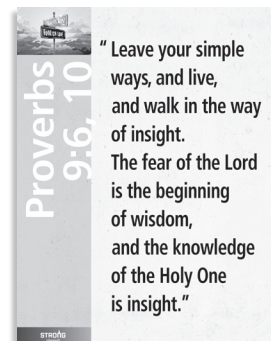 Proverbs
9:6, 10
“ Leave your simple
ways, and live,
and walk in the way
of insight.
The fear of the Lord
is the beginning
of wisdom,
and the knowledge
of the Holy One
is insight.”
STRONG